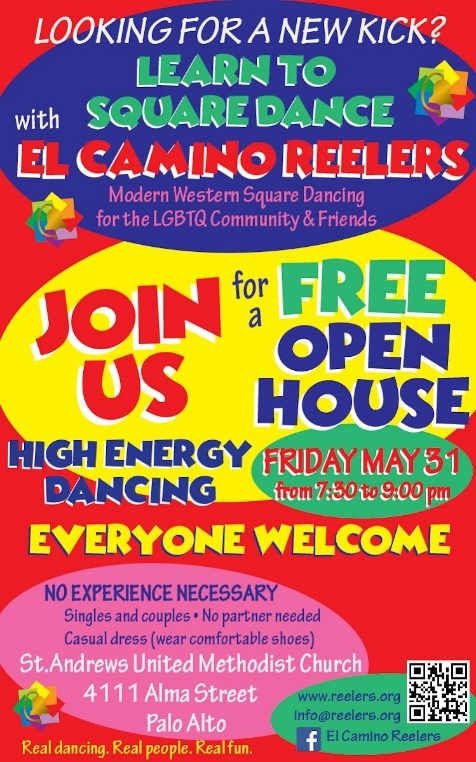 LOOKING FOR A NEW KICK?
LEARN TO
with SQUARE DANCE
EL CAMINO REELERS
Modern Western Square Dancing
for the LGBTQ Community & Friends
JOIN
US
for
a
FREE
OPEN
HOUSE
HIGH ENERGY
DANCING
FRIDAY MAY 31
from 7:30 to 9:00 pm
EVERYONE WELCOME
NO EXPERIENCE NECESSARY
Singles and couples • No partner needed
Casual dress (wear comfortable shoes)
St.Andrews United Methodist Church
4111 Alma Street
Palo Alto
www.reelers.org
info@reelers.org
f El Camino Reelers
Real dancing. Real people. Real fun.